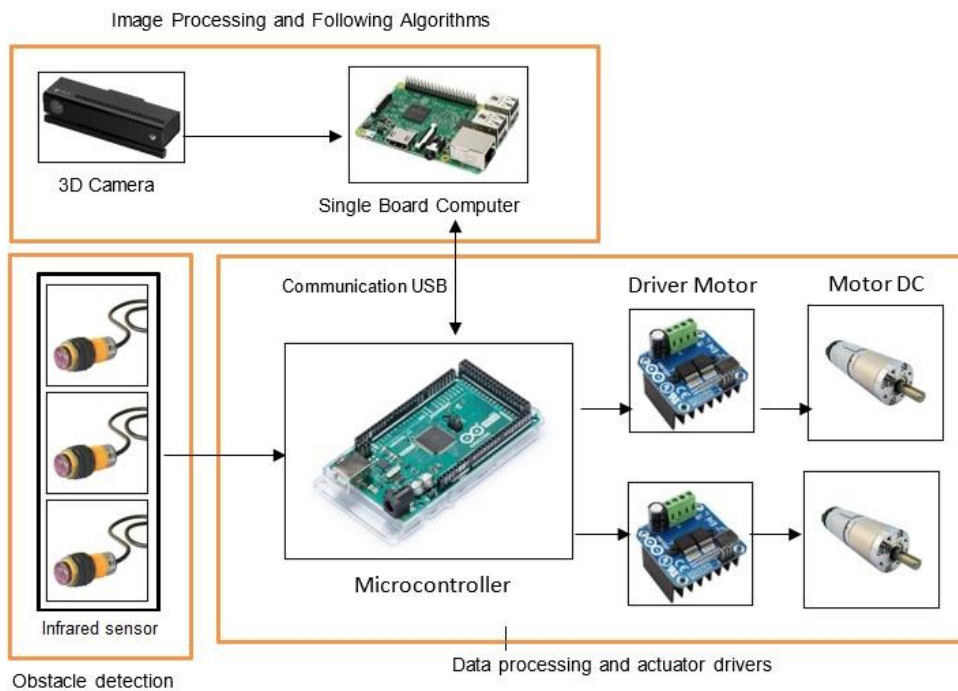 Image Processing and Following Algorithms
3D Camera
Single Board Computer
Communication USB
Driver Motor
Motor DC
Microcontroller
Infrared sensor
Data processing and actuator drivers
Obstacle detection